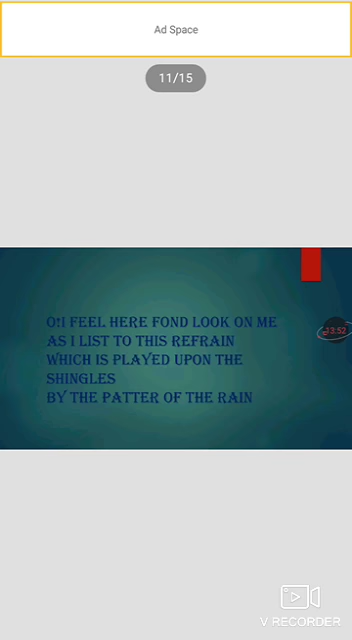 Ad Space
11/15
O!I FEEL HERE FOND LOOK ON ME
AS I LIST TO THIS REFRAIN
WHICH IS PLAYED UPON THE
SHINGLES
BY THE PATTER OF THE RAIN
23:52
V RECORDER